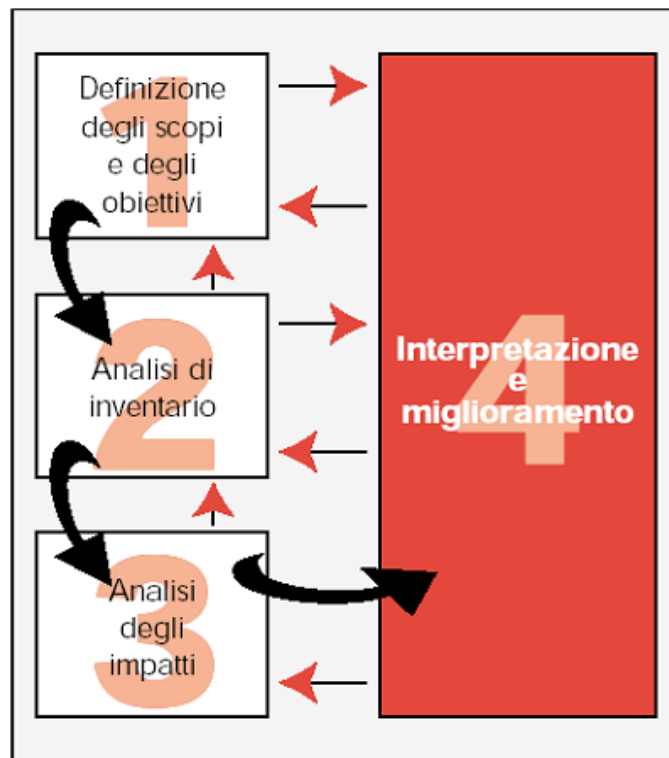 1
Definizione
degli scopi
e degli
obiettivi
2
Analisi di
inventario
3
Analisi
degli
impatti
4
Interpretazione
e
miglioramento